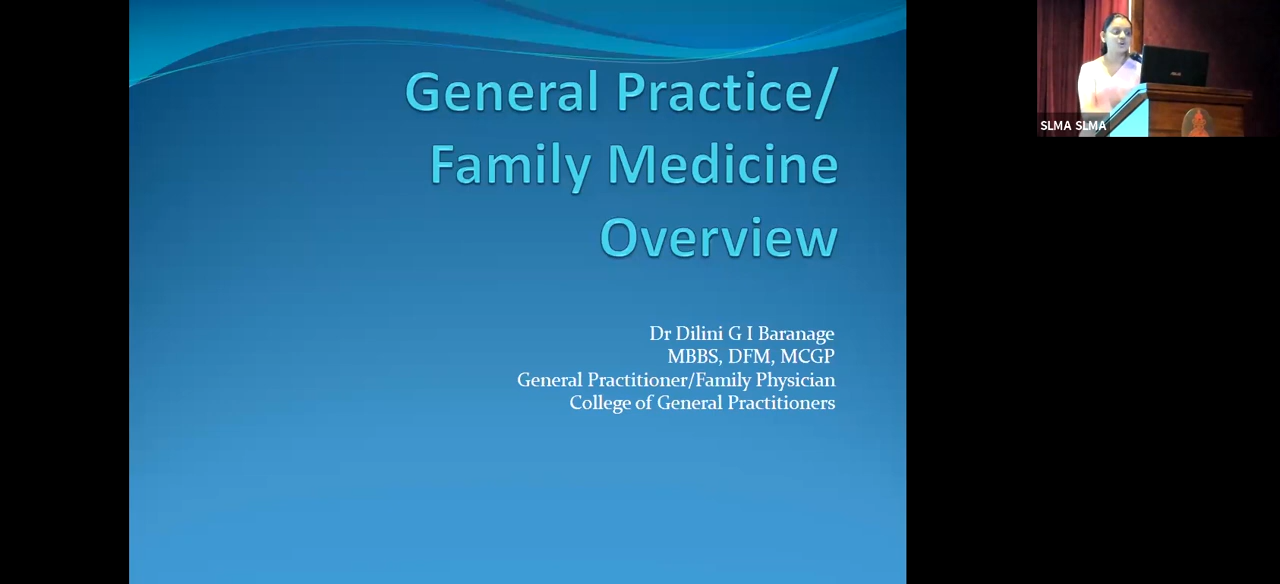 General Practice/
Family Medicine
Overview
Dr Dilini G I Baranage
MBBS, DFM, MCGP
General Practitioner/Family Physician
College of General Practitioners
SLMA SLMA